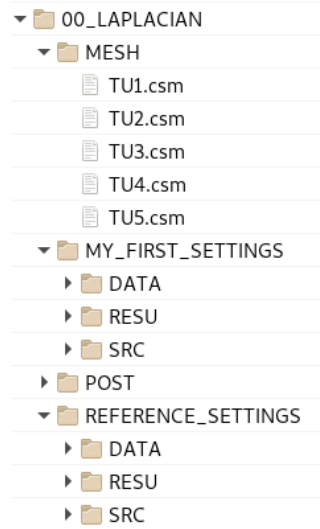 00_LAPLACIAN
MESH
TU1.csm
TU2.csm
TU3.csm
TU4.csm
TU5.csm
MY_FIRST_SETTINGS
DATA
RESU
SRC
POST
REFERENCE_SETTINGS
DATA
RESU
SRC